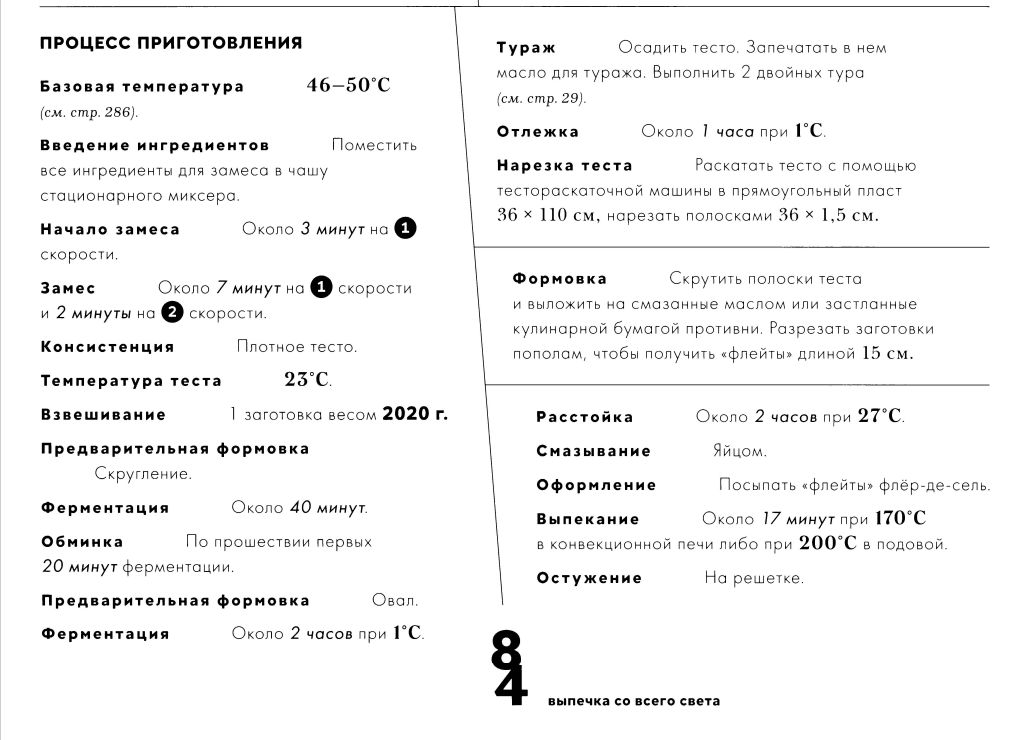 ПРОЦЕСС ПРИГОТОВЛЕНИЯ
Базовая температура 46–50°C
(см. стр. 286).
Введение ингредиентов Поместить
все ингредиенты для замеса в чашу
стационарного миксера.
Начало замеса Около 3 минут на 1
скорости.
Замес Около 7 минут на 1 скорости
и 2 минуты на 2 скорости.
Консистенция Плотное тесто.
Температура теста 23°C.
Взвешивание 1 заготовка весом 2020 г.
Предварительная формовка
Скругление.
Ферментация Около 40 минут.
Обминка По прошествии первых
20 минут ферментации.
Предварительная формовка Овал.
Ферментация Около 2 часов при 1°C.
Тураж Осадить тесто. Запечатать в нем
масло для туража. Выполнить 2 двойных тура
(см. стр. 29).
Отлежка Около 1 часа при 1°C.
Нарезка теста Раскатать тесто с помощью
тестораскаточной машины в прямоугольный пласт
36 × 110 см, нарезать полосками 36 × 1,5 см.
Формовка Скрутить полоски теста
и выложить на смазанные маслом или застланные
кулинарной бумагой противни. Разрезать заготовки
пополам, чтобы получить «флейты» длиной 15 см.
Расстойка Около 2 часов при 27°C.
Смазывание Яйцом.
Оформление Посыпать «флейты» флёр-де-сель.
Выпекание Около 17 минут при 170°C
в конвекционной печи либо при 200°C в подовой.
Остужение На решетке.
8
4 выпечка со всего света